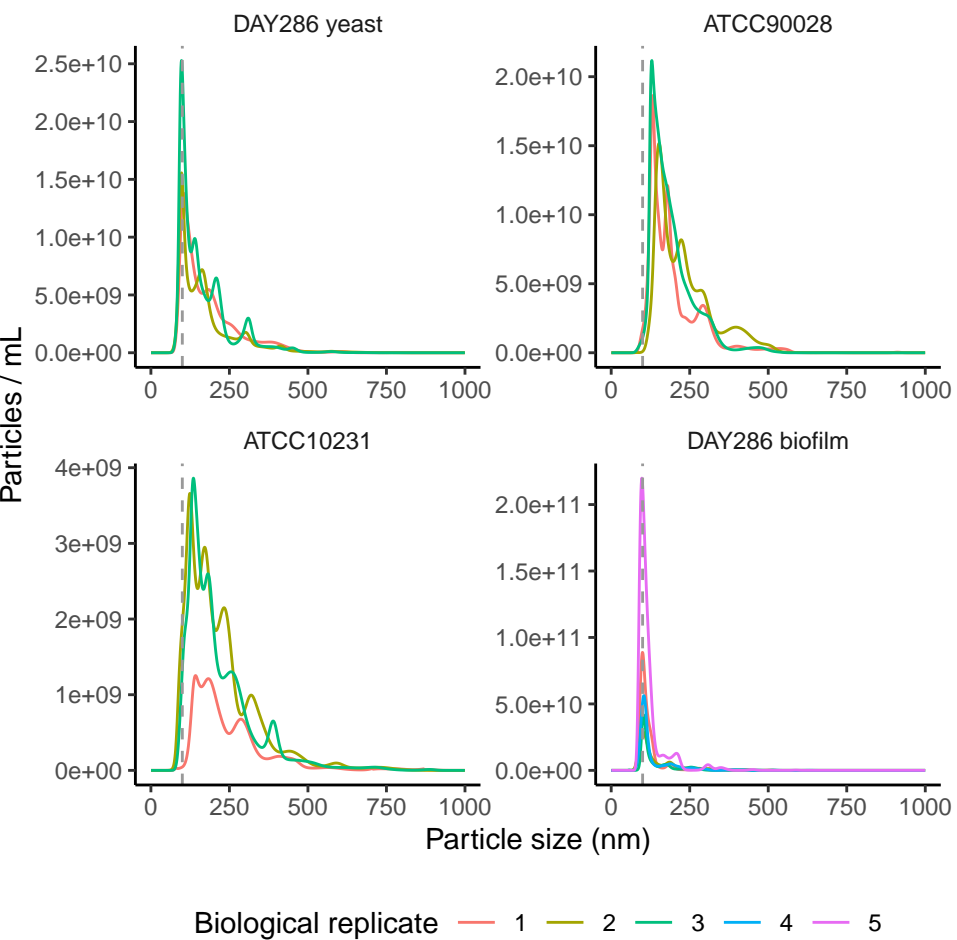 DAY286 yeast
ATCC90028
2.5e+10
2.0e+10
1.5e+10
1.0e+10
5.0e+09
0.0e+00
0 250 500 750 1000
2.0e+10
1.5e+10
1.0e+10
5.0e+09
0.0e+00
0 250 500 750 1000
Particles / mL
ATCC10231
DAY286 biofilm
4e+09
3e+09
2e+09
1e+09
0e+00
0 250 500 750 1000
2.0e+11
1.5e+11
1.0e+11
5.0e+10
0.0e+00
0 250 500 750 1000
Particle size (nm)
Biological replicate 1 2 3 4 5